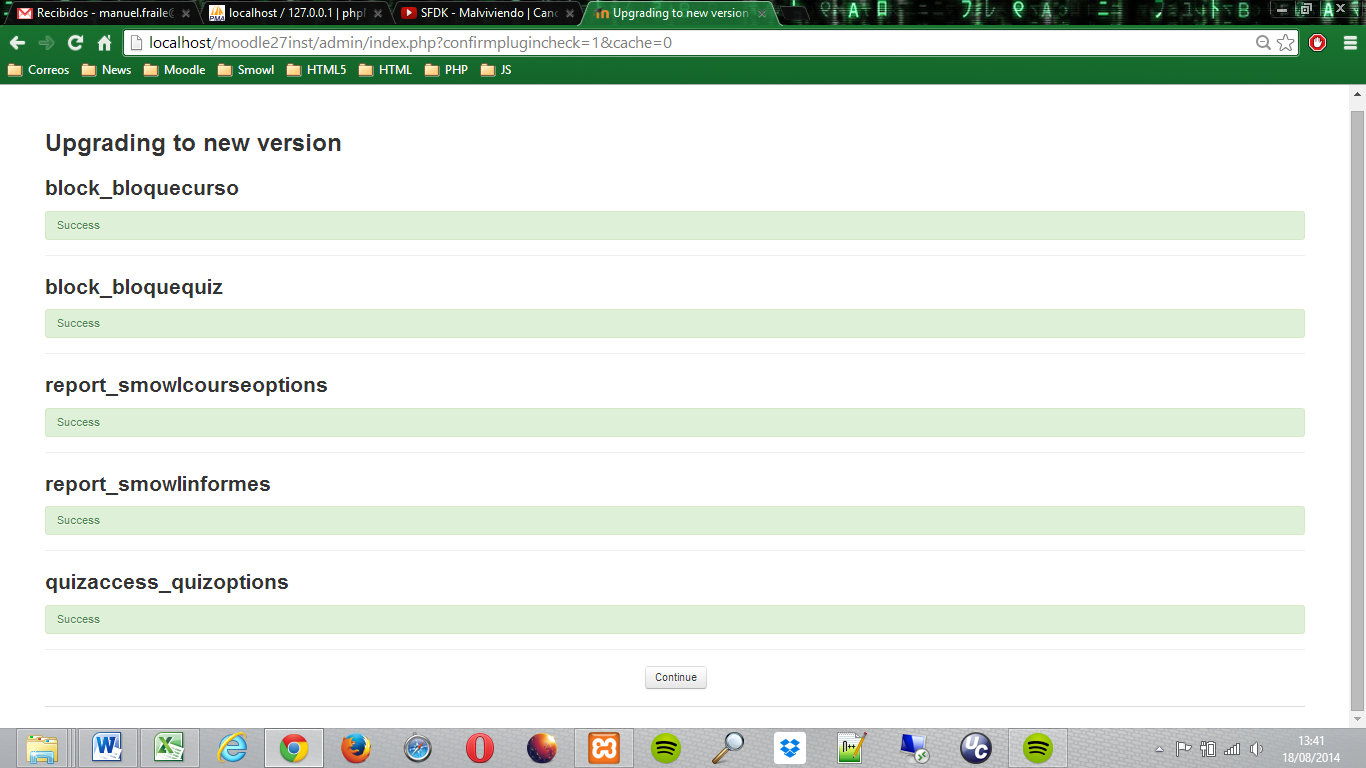 Recibidos - manuel.fraile@
localhost / 127.0.0.1 | php
SFDK - Malviviendo | Canc
Upgrading to new version
localhost/moodle27inst/admin/index.php?confirmplugincheck=1&cache=0
Correos News Moodle Smowl HTML5 HTML PHP JS
Upgrading to new version
block_bloquecurso
Success
block_bloquequiz
Success
report_smowlcourseoptions
Success
report_smowlinformes
Success
quizaccess_quizoptions
Success
Continue
13:41
18/08/2014